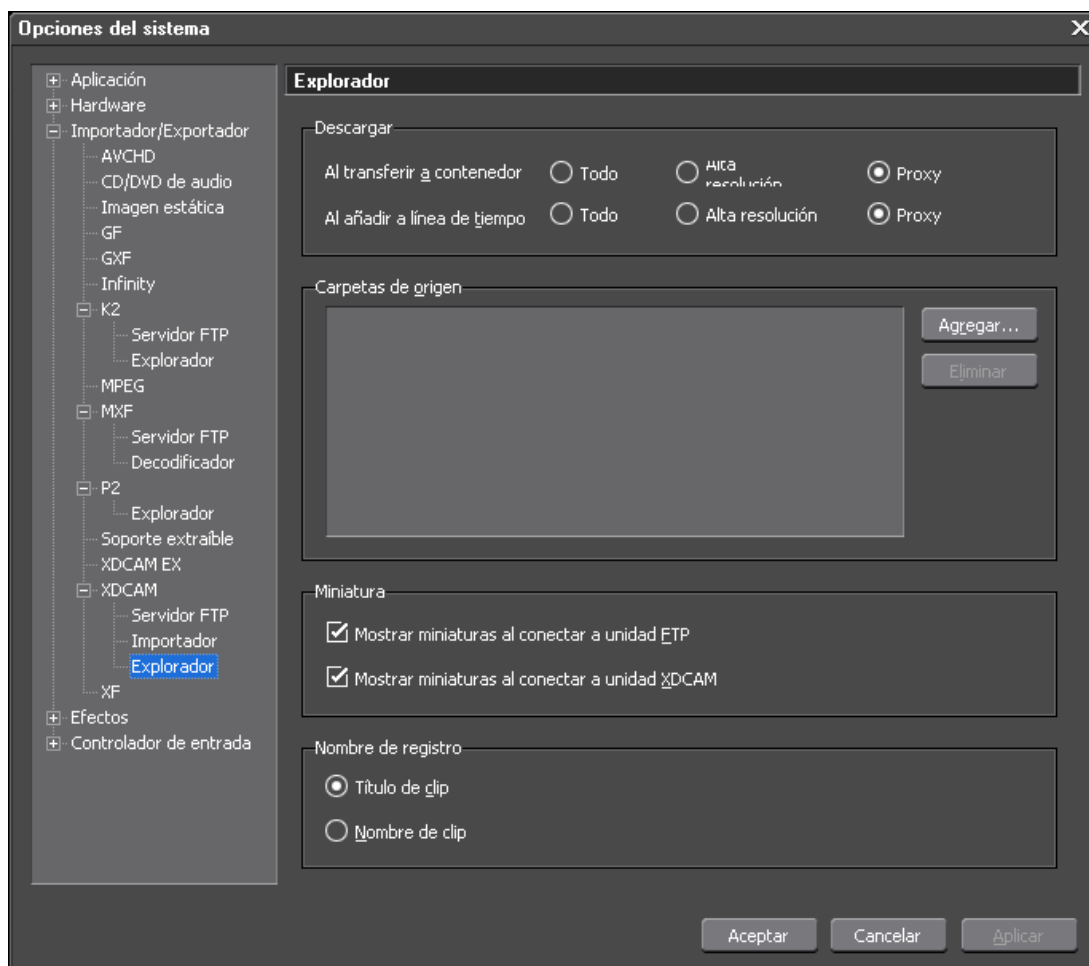 Opciones del sistema
Aplicación
Hardware
Importador/Exportador
AVCHD
CD/DVD de audio
Imagen estática
GF
GXF
Infinity
K2
Servidor FTP
Explorador
MPEG
MXF
Servidor FTP
Decodificador
P2
Explorador
Soporte extraíble
XDCAM EX
XDCAM
Servidor FTP
Importador
Explorador
XF
Efectos
Controlador de entrada
Explorador
Descargar
Al transferir a contenedor Todo Alta resolución Proxy
Al añadir a línea de tiempo Todo Alta resolución Proxy
Carpetas de origen
Agregar...
Eliminar
Miniatura
Mostrar miniaturas al conectar a unidad FTP
Mostrar miniaturas al conectar a unidad XDCAM
Nombre de registro
Título de clip
Nombre de clip
Aceptar Cancelar Aplicar